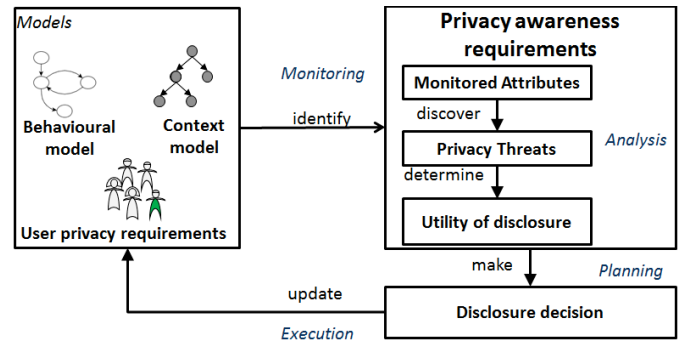 Models
Behavioural
model
Context
model
User privacy requirements
Monitoring
identify
Privacy awareness
requirements
Monitored Attributes
discover
Privacy Threats
Analysis
determine
Utility of disclosure
make
Planning
Disclosure decision
update
Execution